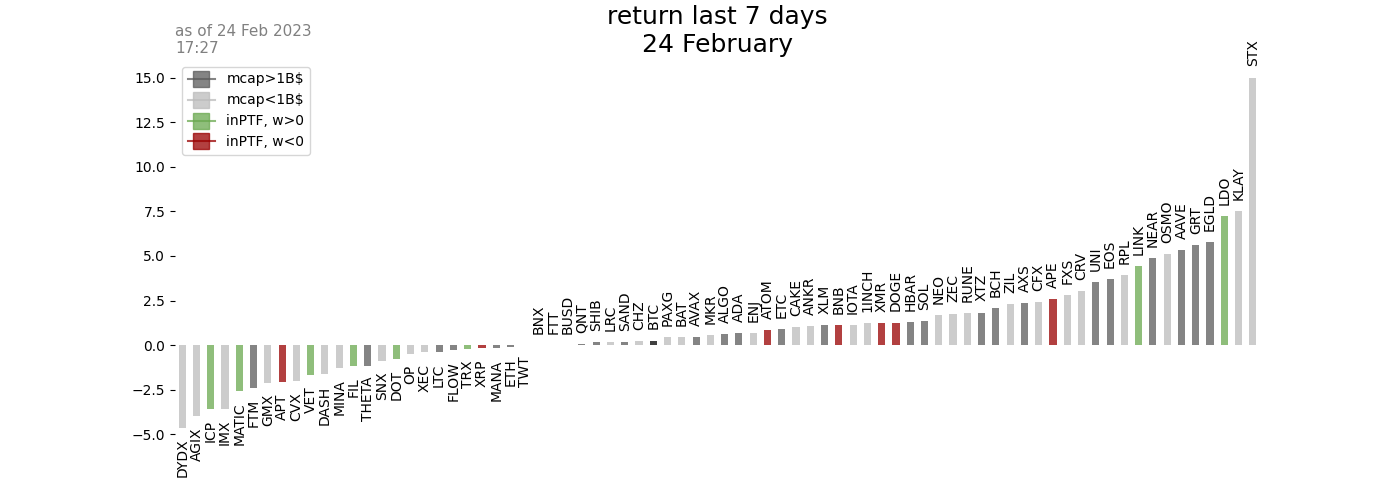 return last 7 days
24 February
as of 24 Feb 2023
17:27
mcap>1B$
mcap<1B$
inPTF, w>0
inPTF, w<0
15.0
12.5
10.0
7.5
5.0
2.5
0.0
−2.5
−5.0
DYDX
AGIX
ICP
IMX
MATIC
FTM
GMX
APT
CVX
VET
DASH
MINA
FIL
THETA
SNX
DOT
OP
XEC
LTC
FLOW
TRX
XRP
MANA
ETH
TWT
BNX
FTT
BUSD
QNT
SHIB
LRC
SAND
CHZ
BTC
PAXG
BAT
AVAX
MKR
ALGO
ADA
ENJ
ATOM
ETC
CAKE
ANKR
XLM
BNB
IOTA
1INCH
XMR
DOGE
HBAR
SOL
NEO
ZEC
RUNE
XTZ
BCH
ZIL
AXS
CFX
APE
FXS
CRV
UNI
EOS
RPL
LINK
NEAR
OSMO
AAVE
GRT
EGLD
LDO
KLAY
STX